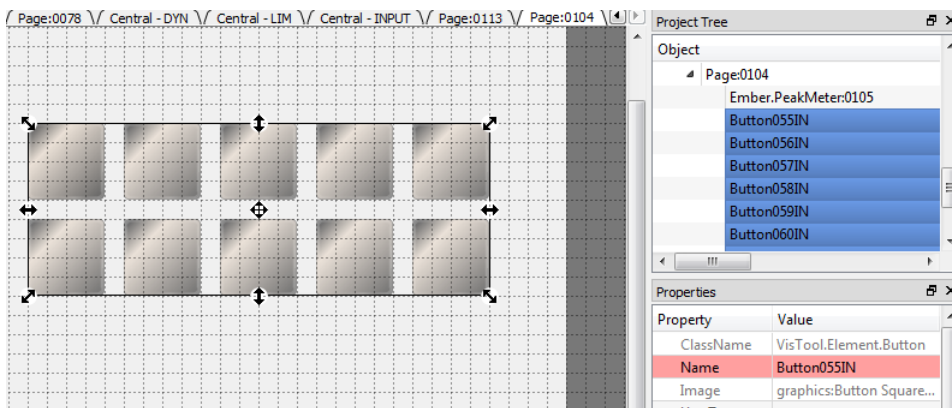 Page:0078 Central - DYN Central - LIM Central - INPUT Page:0113 Page:0104
Project Tree
Object
Page:0104
Ember.PeakMeter:0105
Button055IN
Button056IN
Button057IN
Button058IN
Button059IN
Button060IN
Properties
Property Value
ClassName VisTool.Element.Button
Name Button055IN
Image graphics:Button Square...